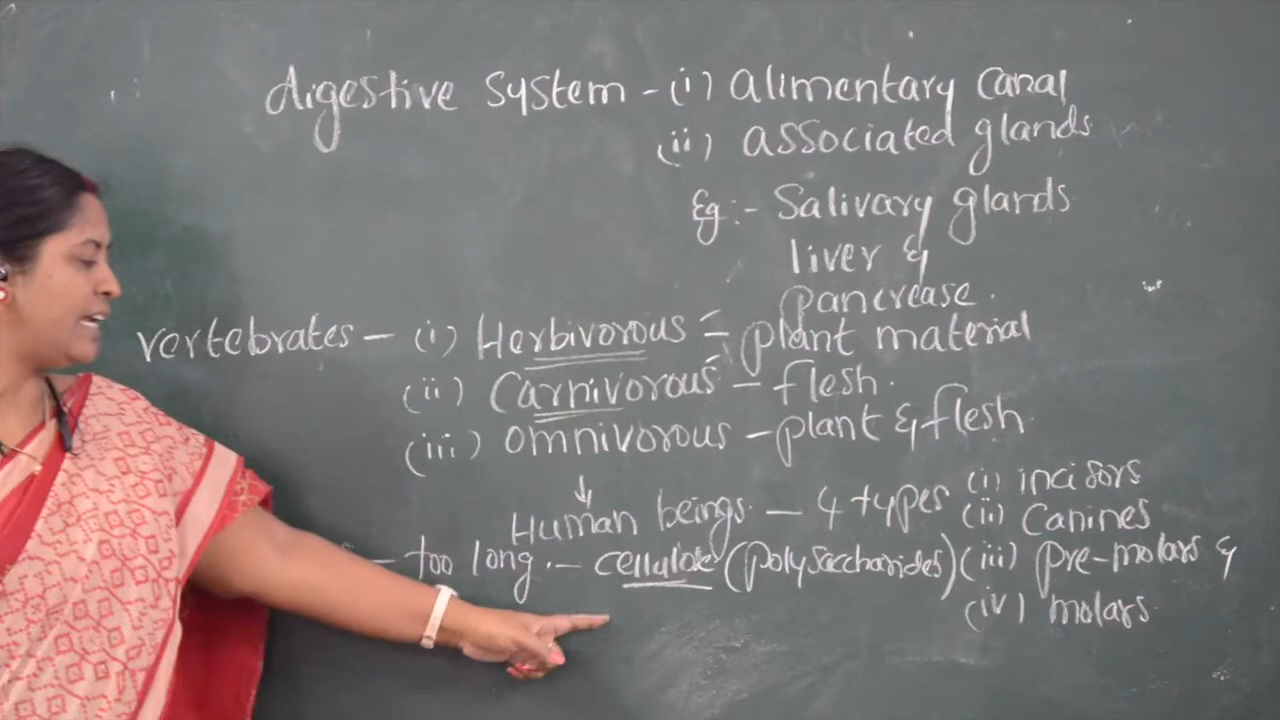 digestive system - (i) alimentary canal
(ii) associated glands
Eg :- Salivary glands
liver &
pancrease.
vertebrates - (i) Herbivorous - plant material
(ii) Carnivorous - flesh.
(iii) omnivorous - plant & flesh.
↓
Human beings. - 4 types (i) incisors
(ii) Canines
- too long. - cellulose (polysaccharides) (iii) pre-molars &
(iv) molars.